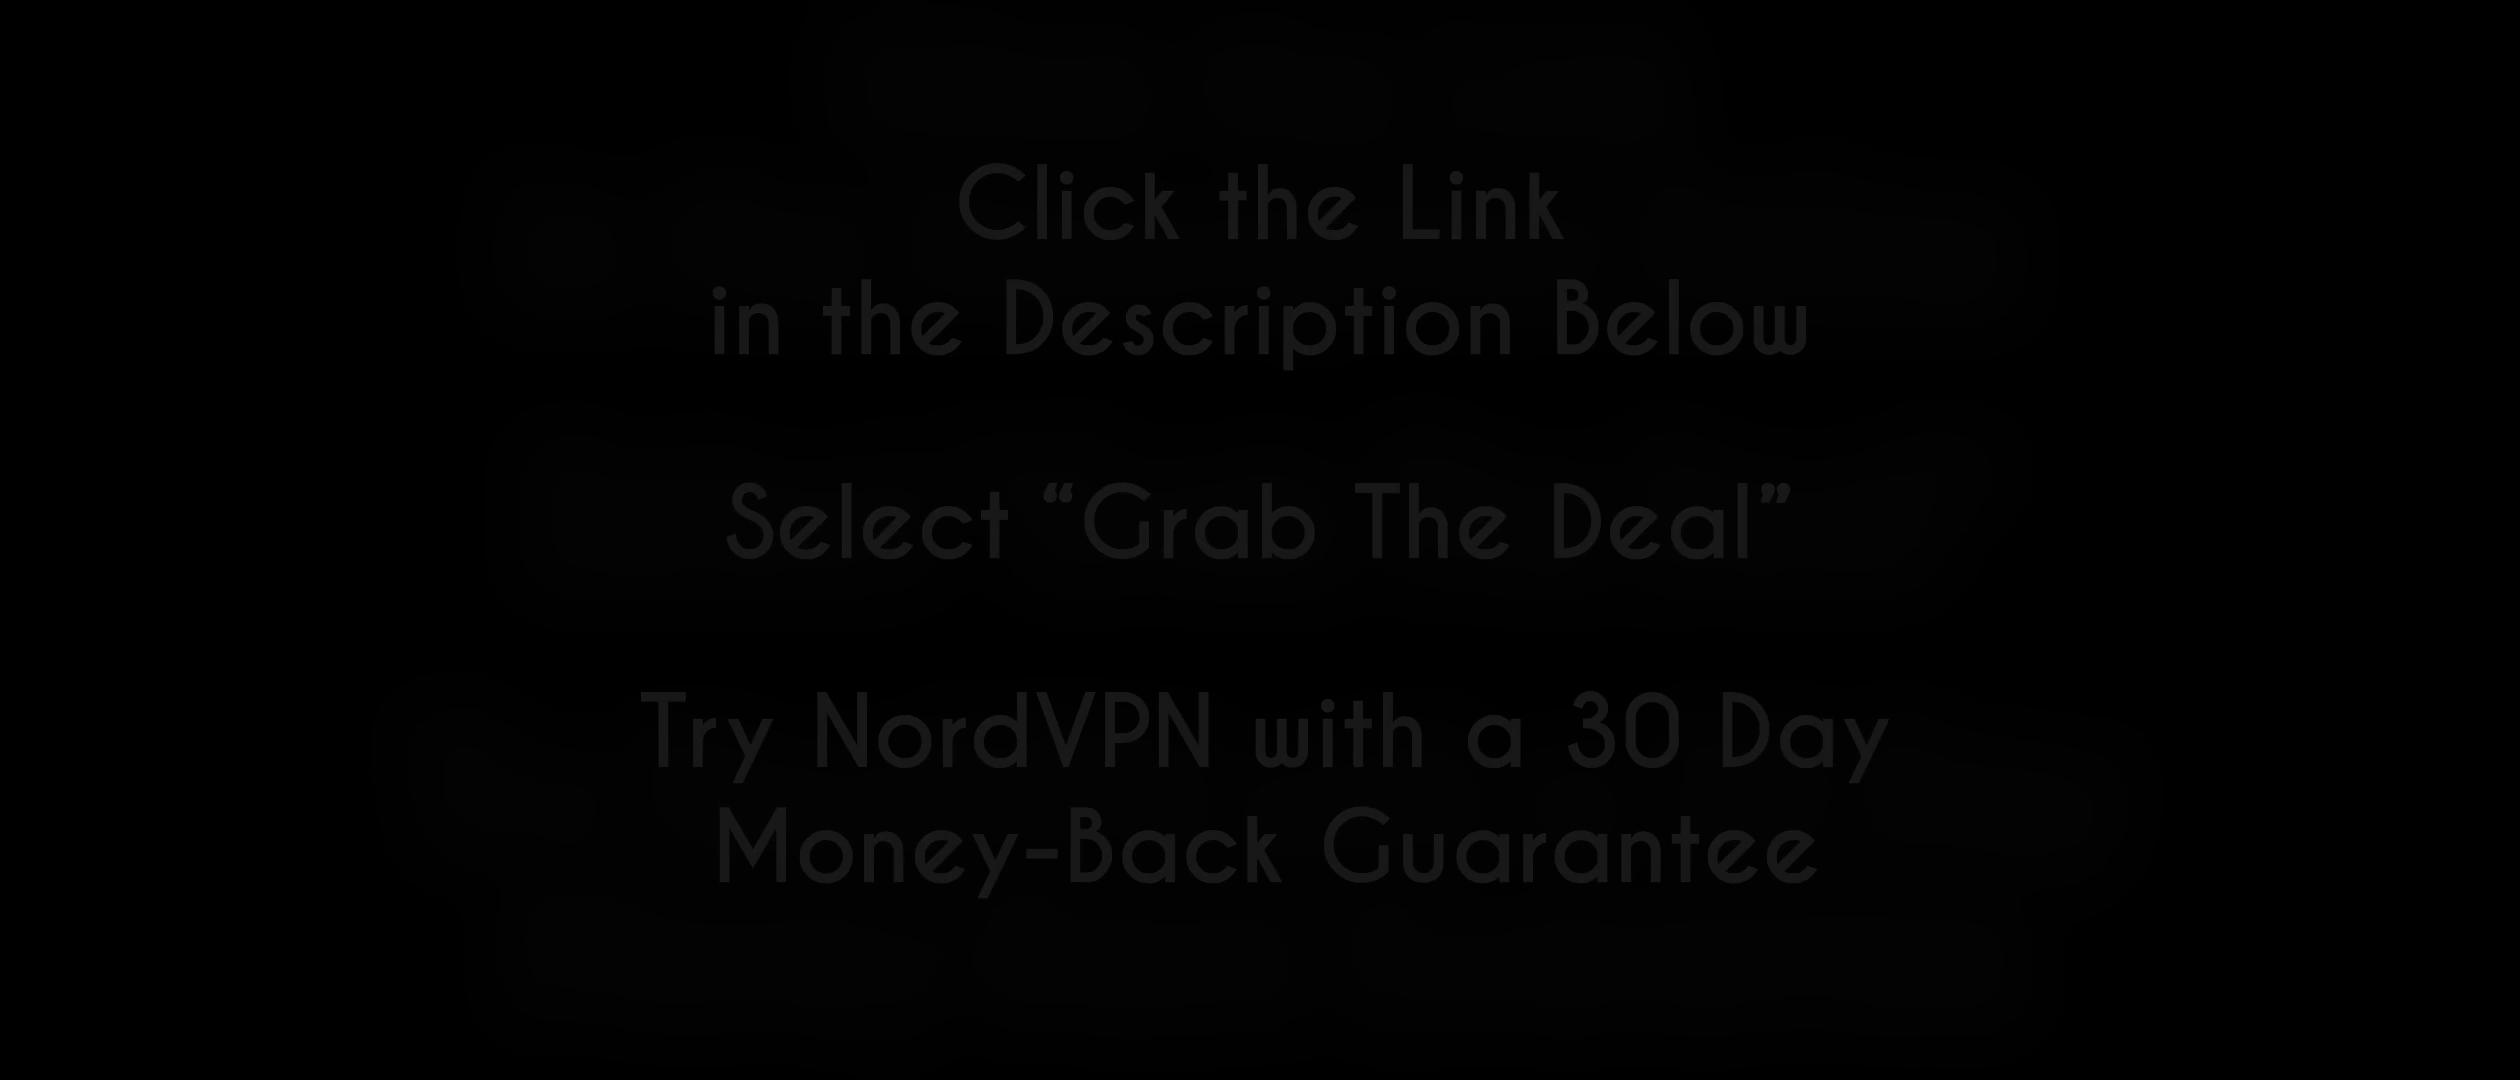 Click the Link
in the Description Below
Select “Grab The Deal”
Try NordVPN with a 30 Day
Money-Back Guarantee